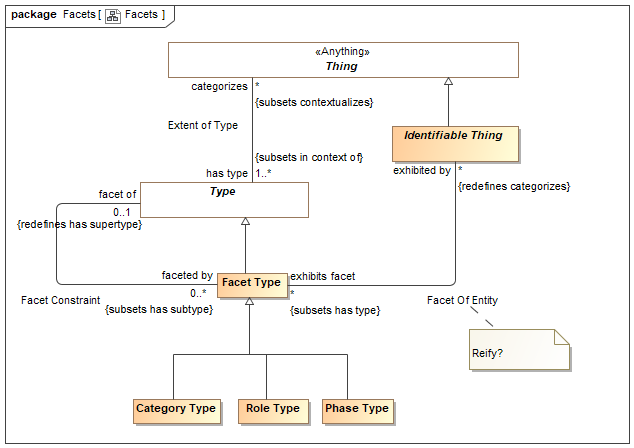 package Facets [ Facets ]
«Anything»
Thing
categorizes *
{subsets contextualizes}
Extent of Type
Identifiable Thing
{subsets in context of}
has type 1..*
exhibited by *
{redefines categorizes}
facet of
Type
0..1
{redefines has supertype}
faceted by
exhibits facet
Facet Type
0..*
*
Facet Constraint
{subsets has subtype}
{subsets has type}
Facet Of Entity
Reify?
Category Type
Role Type
Phase Type